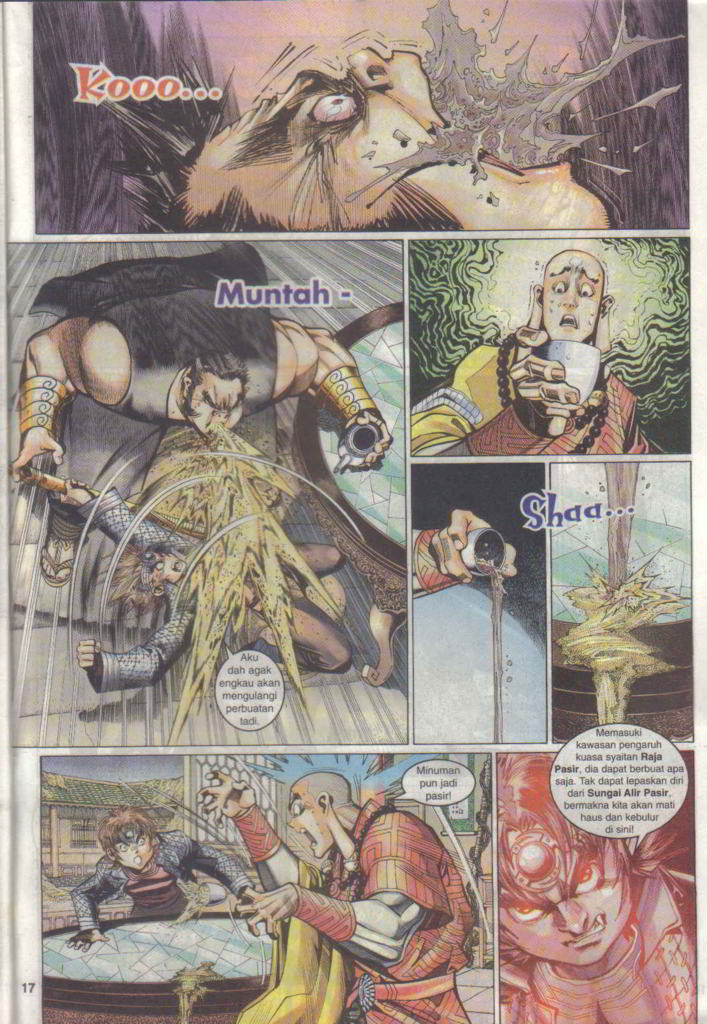 Kooo...
Muntah -
Aku
dah agak
engkau akan
mengulangi
perbuatan
tadi.
Shaa...
Minuman
pun jadi
pasir!
Memasuki
kawasan pengaruh
kuasa syaitan Raja
Pasir, dia dapat berbuat apa
saja. Tak dapat lepaskan diri
dari Sungai Alir Pasir,
bermakna kita akan mati
haus dan kebulur
di sini!
17